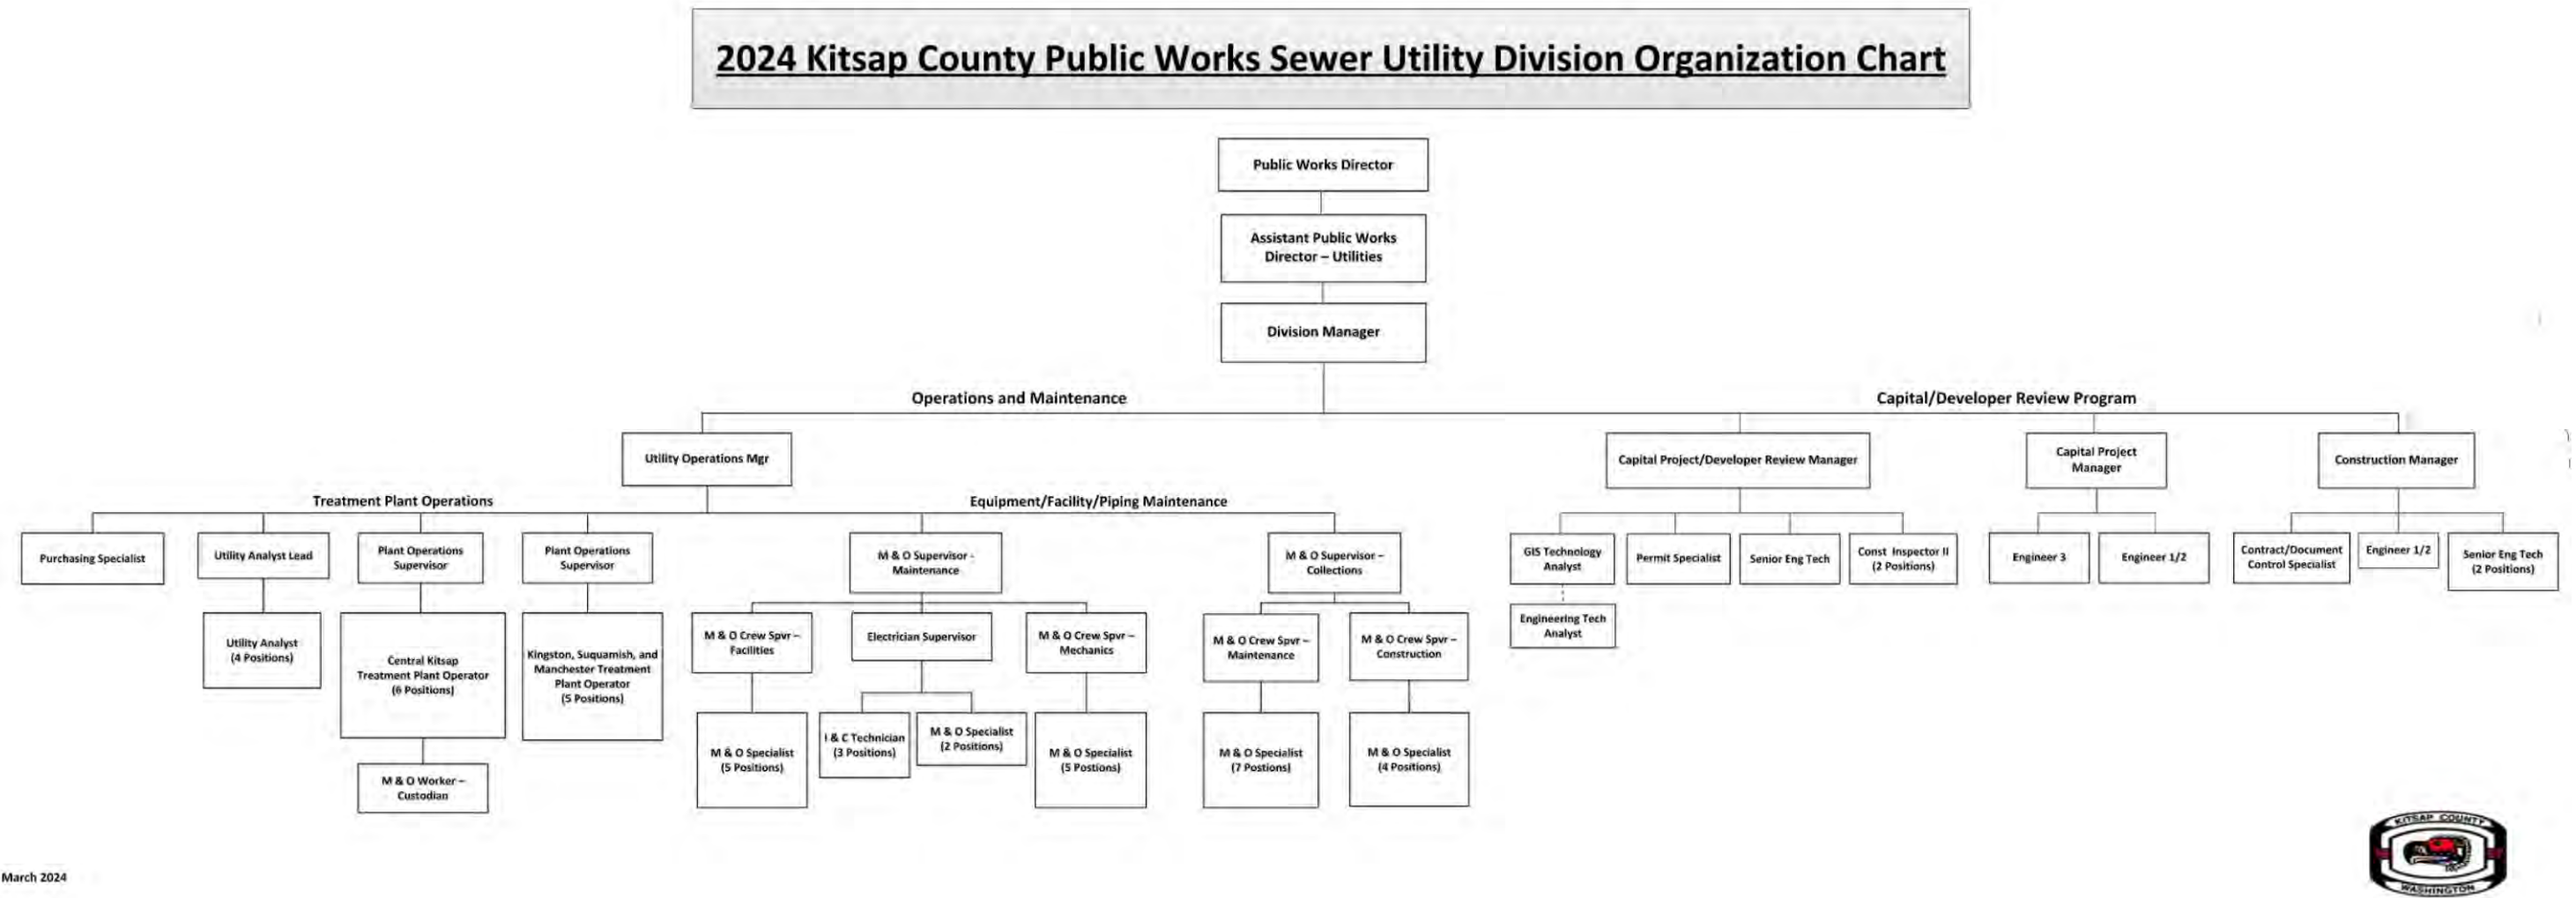 2024 Kitsap County Public Works Sewer Utility Division Organization Chart
Public Works Director
Assistant Public Works
Director – Utilities
Division Manager
Operations and Maintenance
Capital/Developer Review Program
Utility Operations Mgr
Capital Project/Developer Review Manager
Capital Project
Manager
Construction Manager
Treatment Plant Operations
Equipment/Facility/Piping Maintenance
Purchasing Specialist
Utility Analyst Lead
Plant Operations
Supervisor
Plant Operations
Supervisor
M & O Supervisor -
Maintenance
M & O Supervisor –
Collections
GIS Technology
Analyst
Permit Specialist
Senior Eng Tech
Const Inspector II
(2 Positions)
Engineer 3
Engineer 1/2
Contract/Document
Control Specialist
Engineer 1/2
Senior Eng Tech
(2 Positions)
Utility Analyst
(4 Positions)
Central Kitsap
Treatment Plant Operator
(6 Positions)
Kingston, Suquamish, and
Manchester Treatment
Plant Operator
(5 Positions)
M & O Crew Spvr –
Facilities
Electrician Supervisor
M & O Crew Spvr –
Mechanics
M & O Crew Spvr –
Maintenance
M & O Crew Spvr –
Construction
Engineering Tech
Analyst
M & O Worker –
Custodian
M & O Specialist
(5 Positions)
I & C Technician
(3 Positions)
M & O Specialist
(2 Positions)
M & O Specialist
(5 Postions)
M & O Specialist
(7 Postions)
M & O Specialist
(4 Positions)
March 2024
KITSAP COUNTY
WASHINGTON